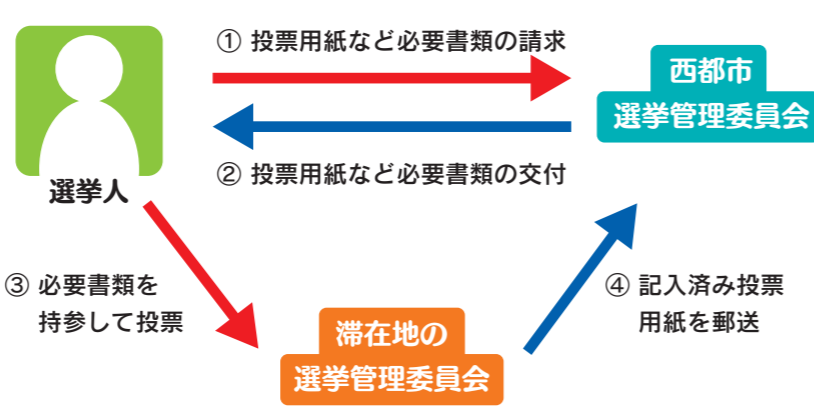 ① 投票用紙など必要書類の請求
西都市
選挙管理委員会
② 投票用紙など必要書類の交付
選挙人
③ 必要書類を
持参して投票
④ 記入済み投票
用紙を郵送
滞在地の
選挙管理委員会